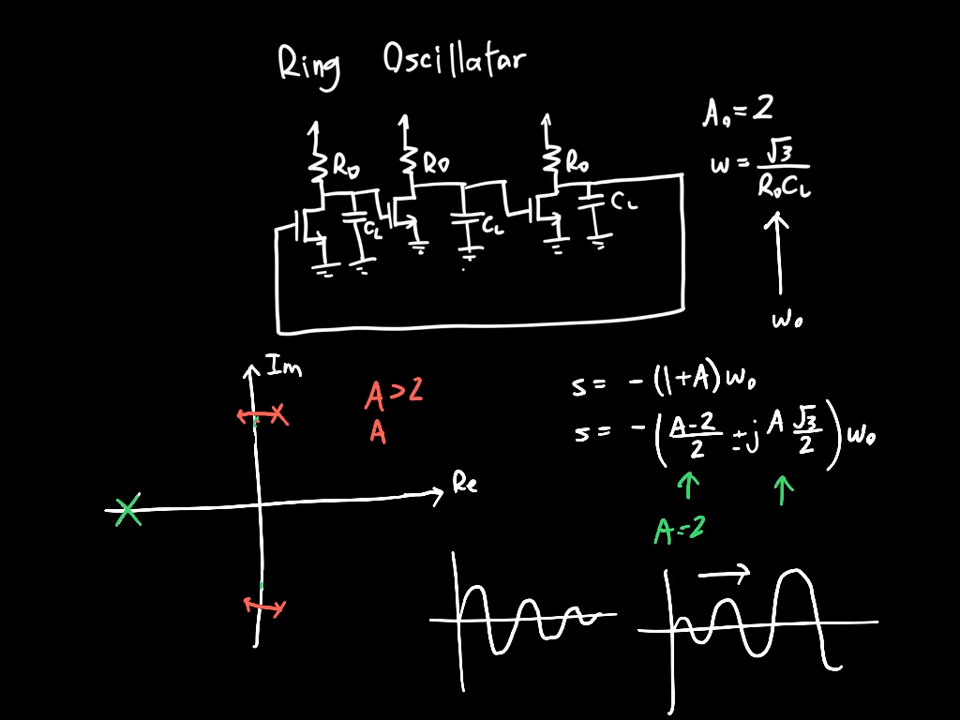 Ring Oscillatar
R₀ R₀ R₀
C_L C_L C_L
A₀=2
w = √3 / R₀C_L
w₀
Im
A>2
A
Re
s = -(1+A)w₀
s = -((A-2)/2 ± j A √3/2) w₀
A=2